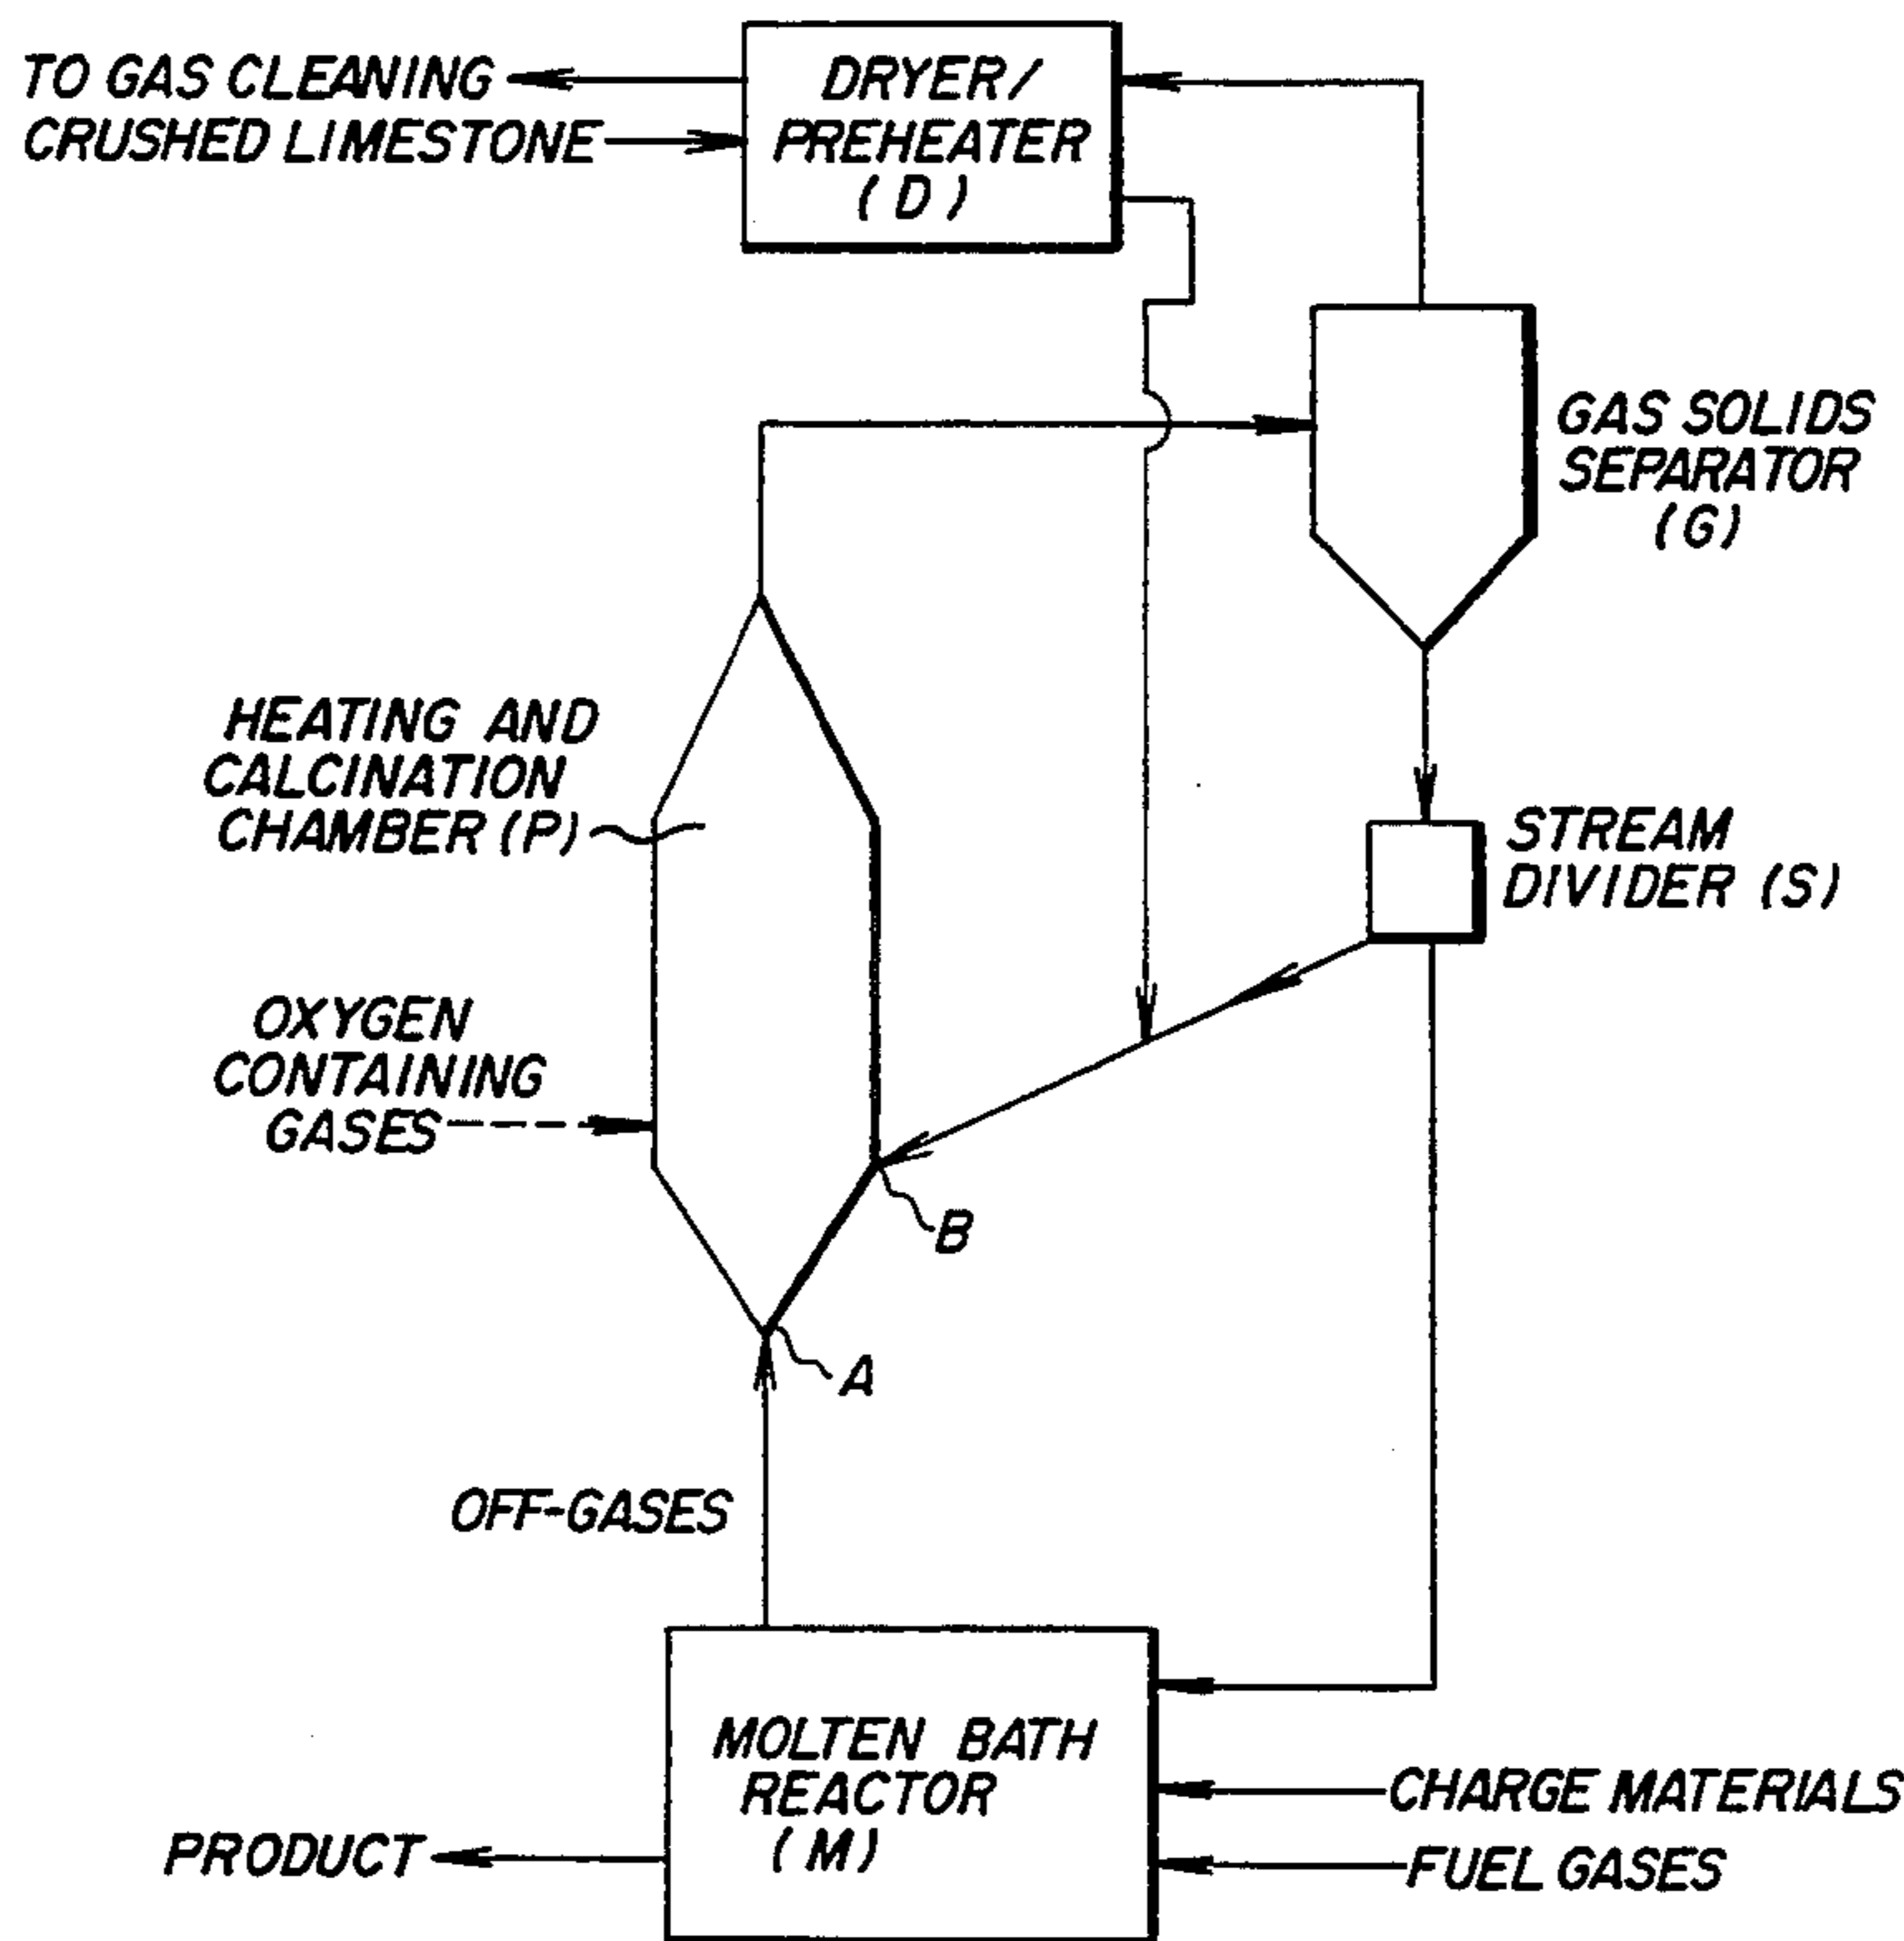 TO GAS CLEANING
CRUSHED LIMESTONE
DRYER/
PREHEATER
(D)
GAS SOLIDS
SEPARATOR
(G)
HEATING AND
CALCINATION
CHAMBER (P)
STREAM
DIVIDER (S)
OXYGEN
CONTAINING
GASES
B
A
OFF-GASES
MOLTEN BATH
REACTOR
(M)
CHARGE MATERIALS
FUEL GASES
PRODUCT